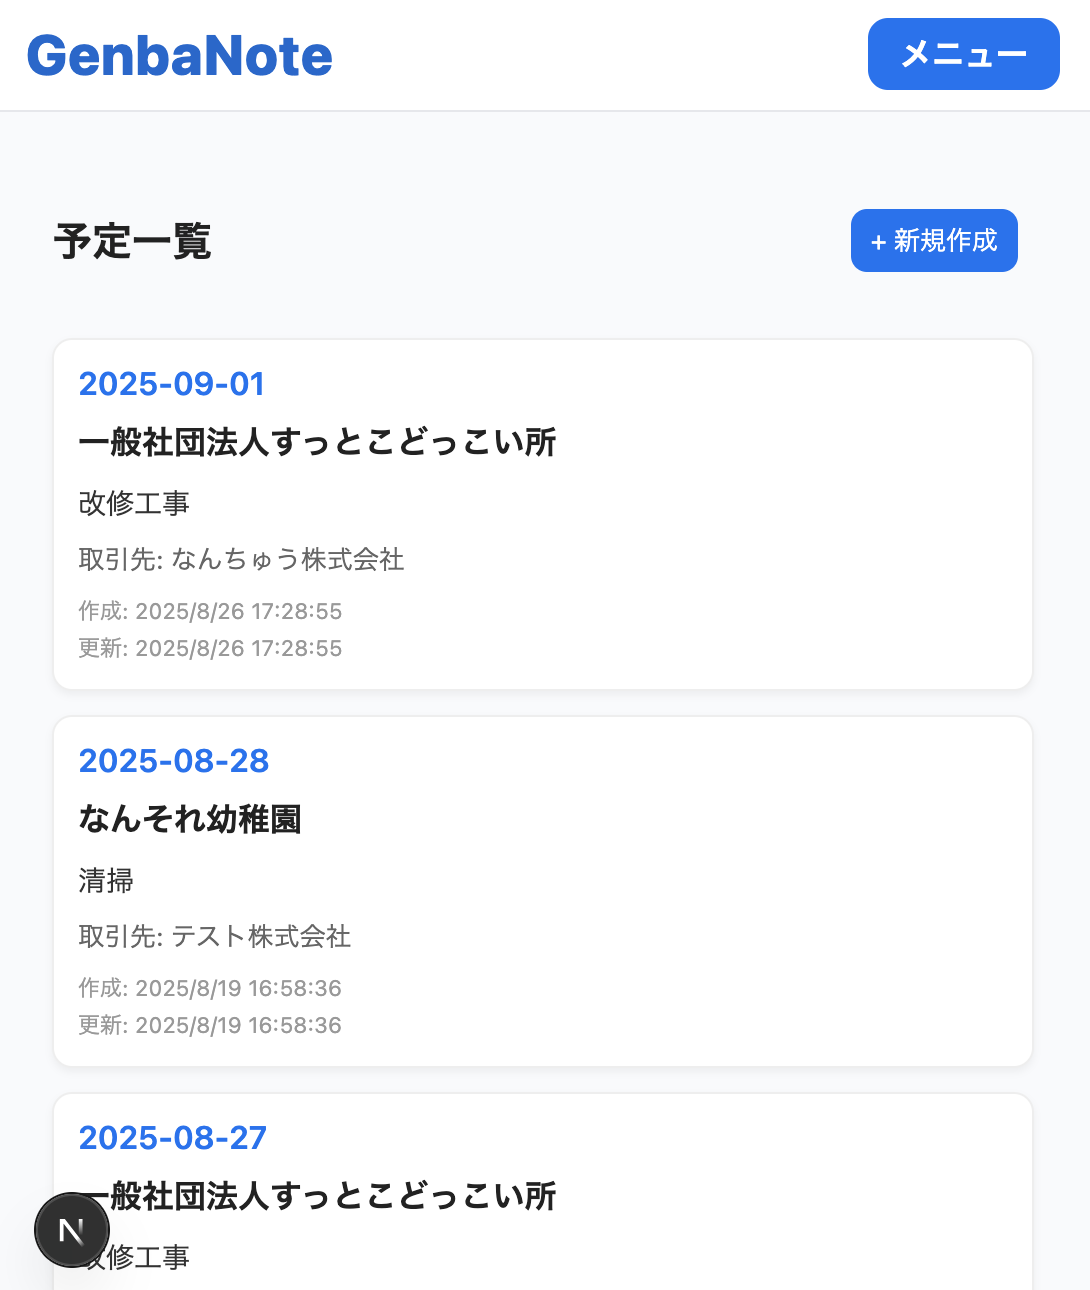 GenbaNote
メニュー
予定一覧
+ 新規作成
2025-09-01
一般社団法人すっとこどっこい所
改修工事
取引先: なんちゅう株式会社
作成: 2025/8/26 17:28:55
更新: 2025/8/26 17:28:55
2025-08-28
なんそれ幼稚園
清掃
取引先: テスト株式会社
作成: 2025/8/19 16:58:36
更新: 2025/8/19 16:58:36
2025-08-27
一般社団法人すっとこどっこい所
改修工事
N